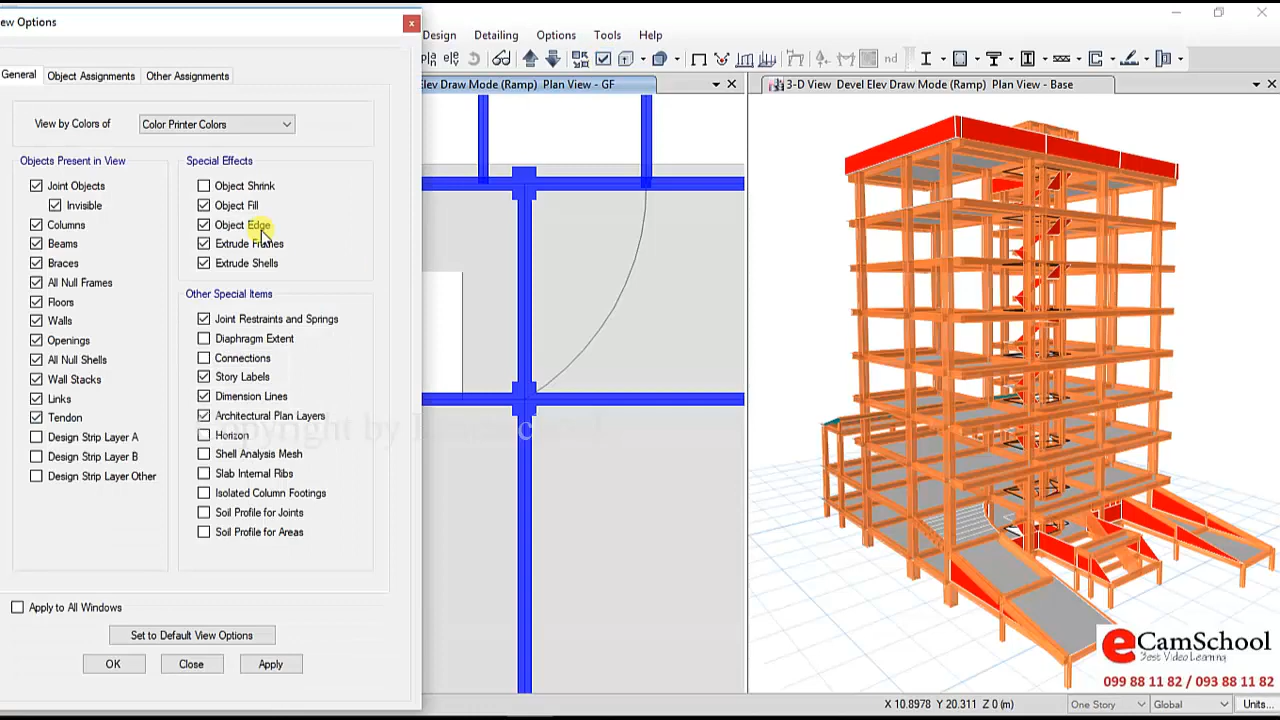 ew Options
Design Detailing Options Tools Help
nd
General Object Assignments Other Assignments
lev Draw Mode (Ramp) Plan View - GF
3-D View Devel Elev Draw Mode (Ramp) Plan View - Base
View by Colors of Color Printer Colors
Objects Present in View
Joint Objects
Invisible
Columns
Beams
Braces
All Null Frames
Floors
Walls
Openings
All Null Shells
Wall Stacks
Links
Tendon
Design Strip Layer A
Design Strip Layer B
Design Strip Layer Other
Special Effects
Object Shrink
Object Fill
Object Edge
Extrude Frames
Extrude Shells
Other Special Items
Joint Restraints and Springs
Diaphragm Extent
Connections
Story Labels
Dimension Lines
Architectural Plan Layers
Horizon
Shell Analysis Mesh
Slab Internal Ribs
Isolated Column Footings
Soil Profile for Joints
Soil Profile for Areas
Apply to All Windows
Set to Default View Options
OK Close Apply
eCamSchool
Best Video Learning
099 88 11 82 / 093 88 11 82
X 10.8978 Y 20.311 Z 0 (m) One Story Global Units...